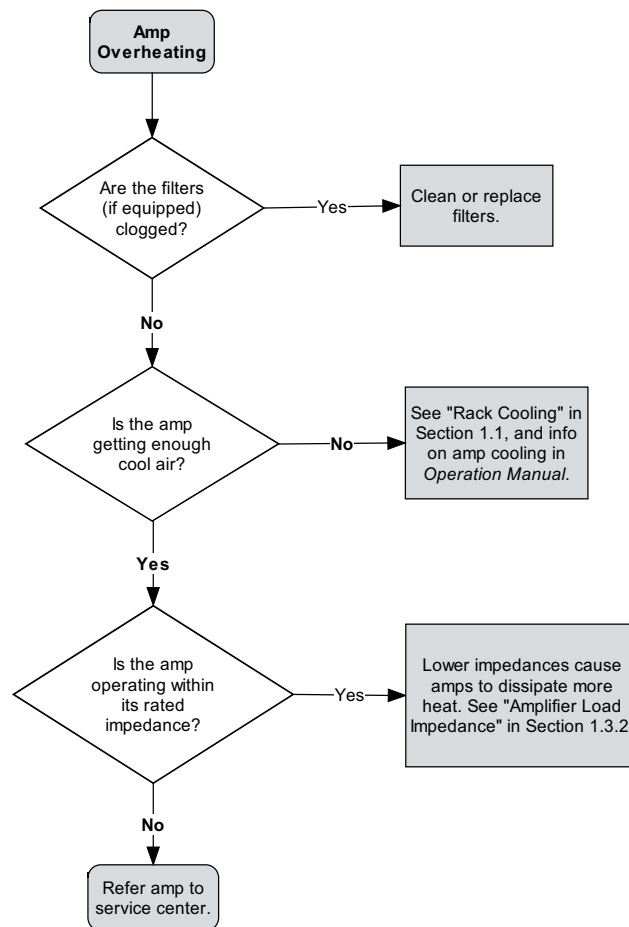 Amp
Overheating
Are the filters
(if equipped)
clogged?
Yes
Clean or replace
filters.
No
Is the amp
getting enough
cool air?
No
See "Rack Cooling" in
Section 1.1, and info
on amp cooling in
Operation Manual.
Yes
Is the amp
operating within
its rated
impedance?
Yes
Lower impedances cause
amps to dissipate more
heat. See "Amplifier Load
Impedance" in Section 1.3.2
No
Refer amp to
service center.